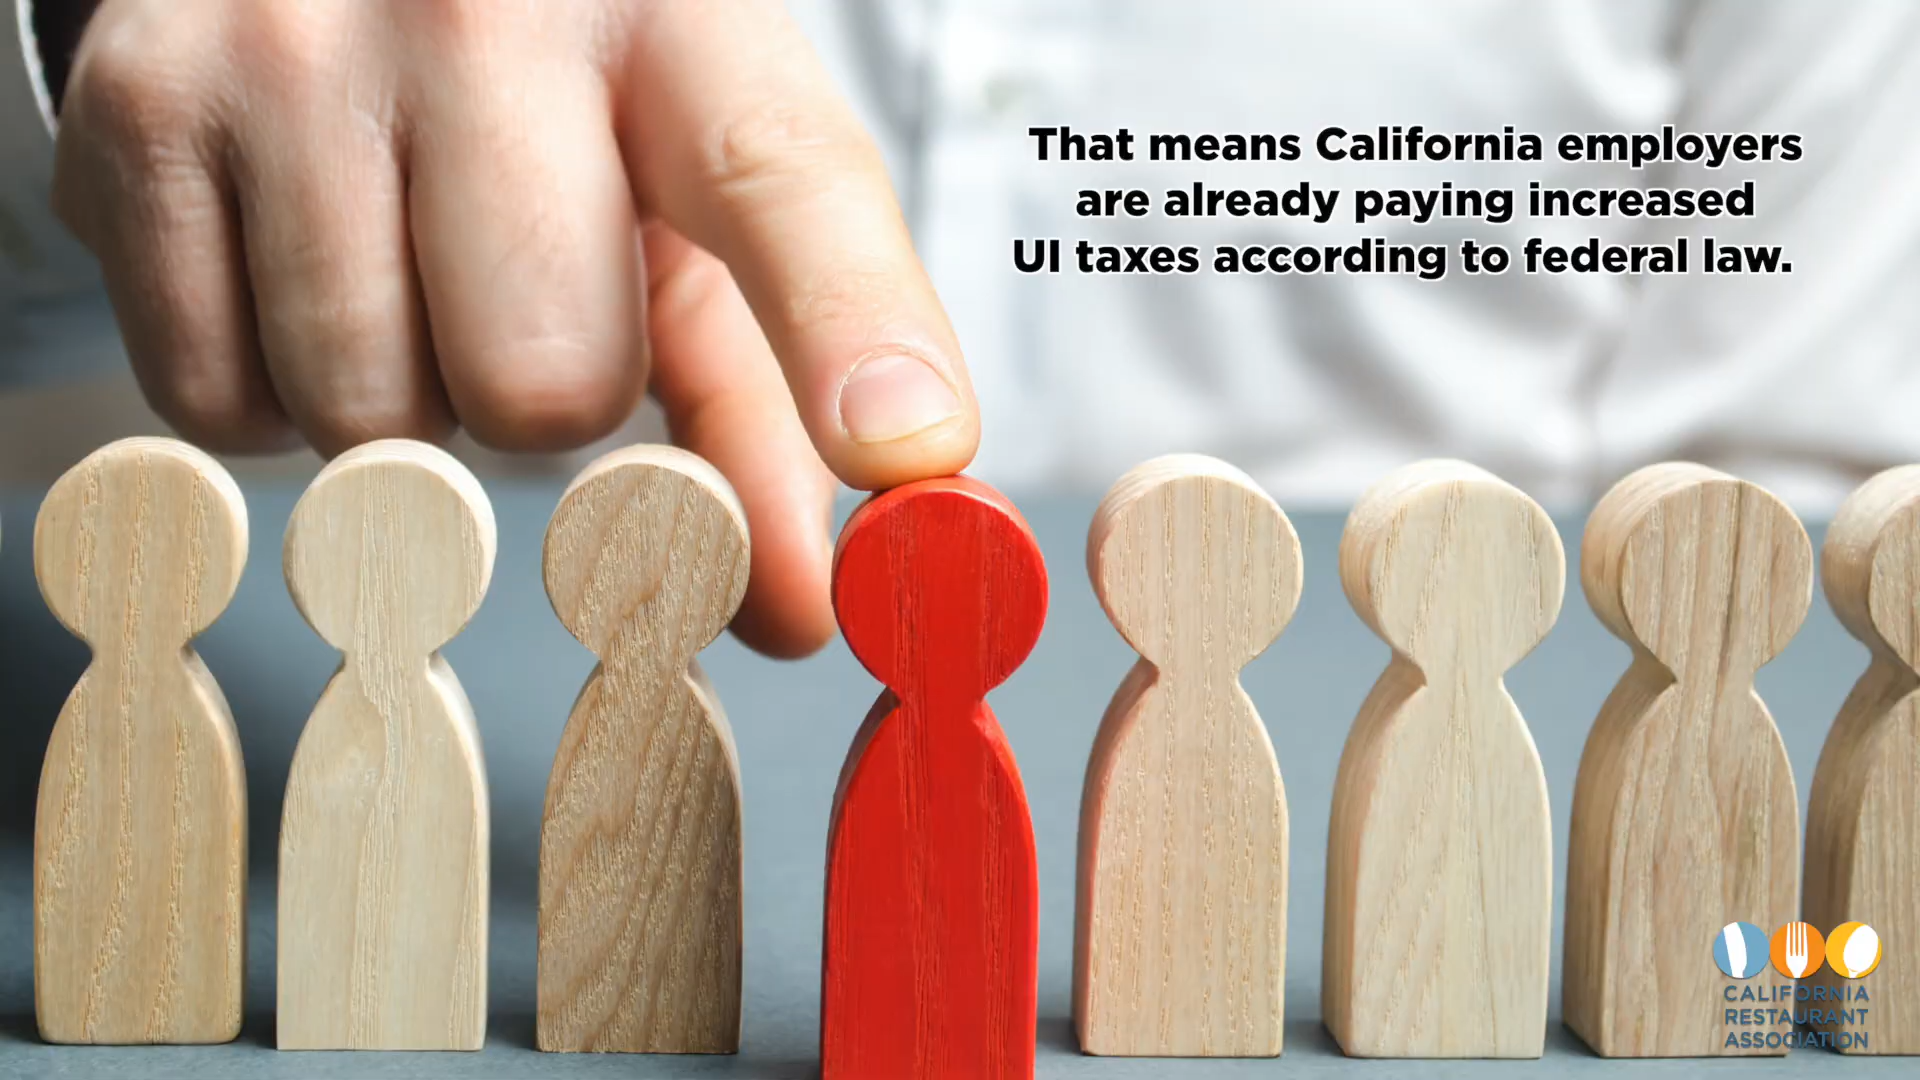 That means California employers
are already paying increased
UI taxes according to federal law.
CALIFORNIA
RESTAURANT
ASSOCIATION